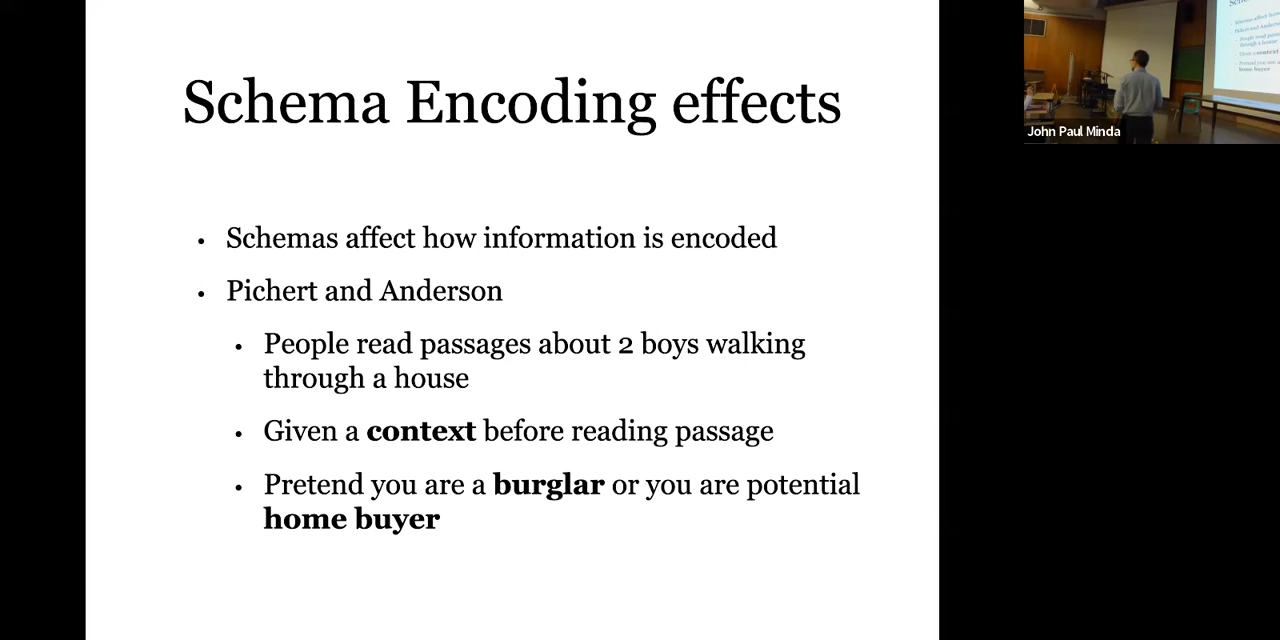 Schema Encoding effects
• Schemas affect how information is encoded
• Pichert and Anderson
• People read passages about 2 boys walking
through a house
• Given a context before reading passage
• Pretend you are a burglar or you are potential
home buyer
John Paul Minda